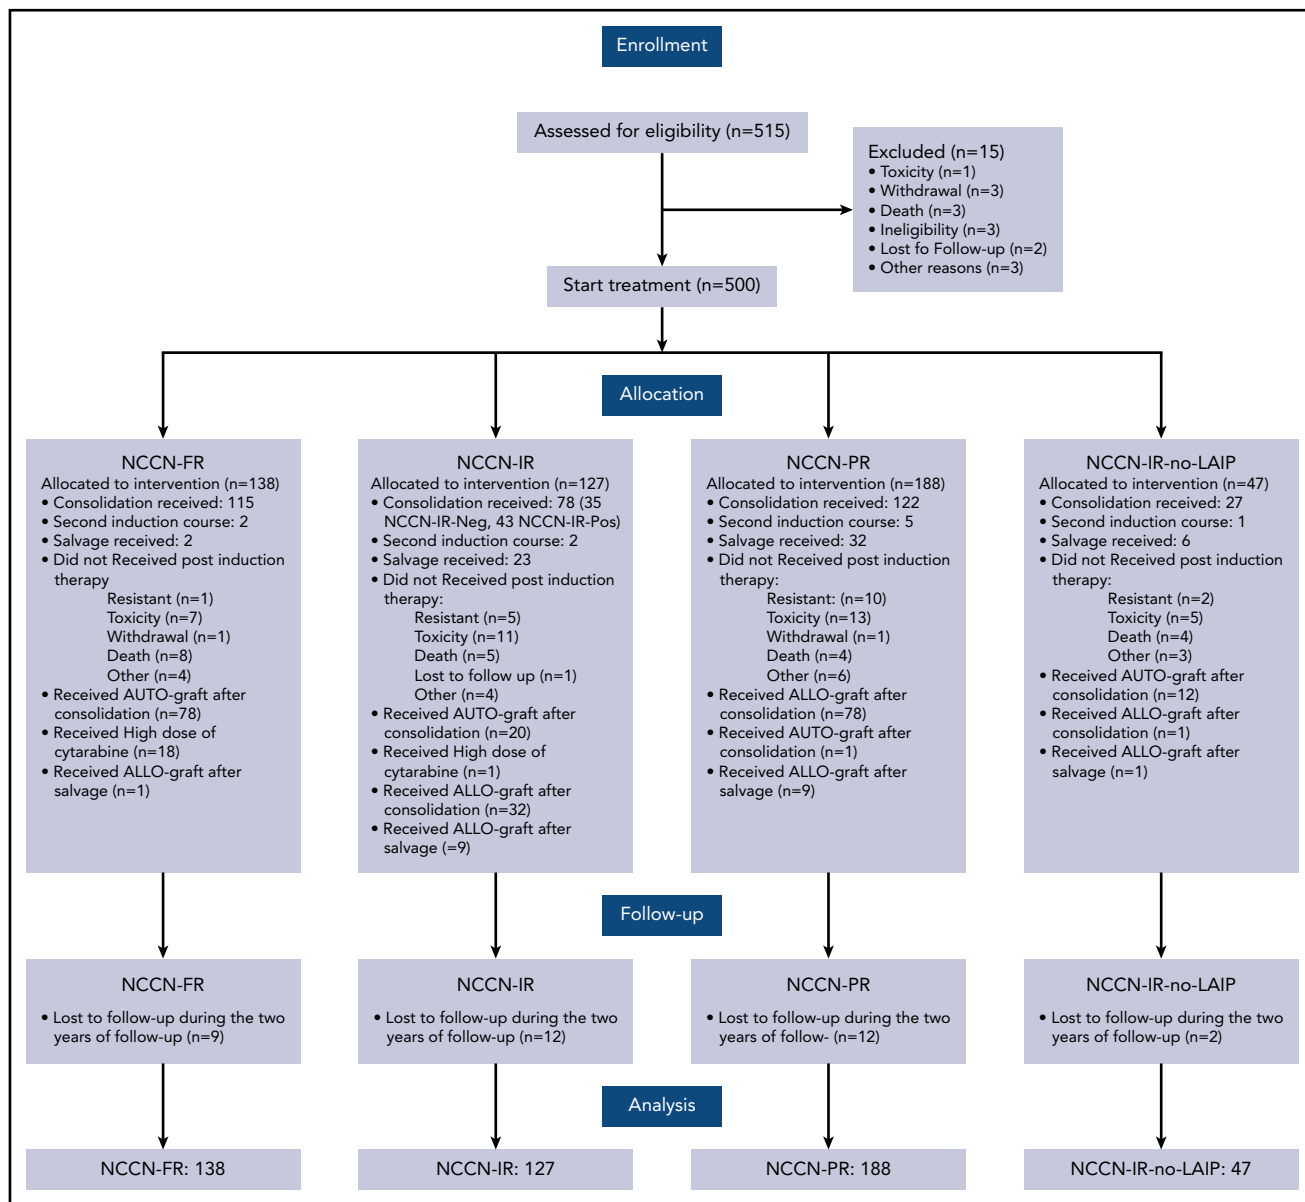 Enrollment
Assessed for eligibility (n=515)
Excluded (n=15)
• Toxicity (n=1)
• Withdrawal (n=3)
• Death (n=3)
• Ineligibility (n=3)
• Lost fo Follow-up (n=2)
• Other reasons (n=3)
Start treatment (n=500)
Allocation
NCCN-FR
Allocated to intervention (n=138)
• Consolidation received: 115
• Second induction course: 2
• Salvage received: 2
• Did not Received post induction
therapy
Resistant (n=1)
Toxicity (n=7)
Withdrawal (n=1)
Death (n=8)
Other (n=4)
• Received AUTO-graft after
consolidation (n=78)
• Received High dose of
cytarabine (n=18)
• Received ALLO-graft after
salvage (n=1)
NCCN-IR
Allocated to intervention (n=127)
• Consolidation received: 78 (35
NCCN-IR-Neg, 43 NCCN-IR-Pos)
• Second induction course: 2
• Salvage received: 23
• Did not Received post induction
therapy:
Resistant (n=5)
Toxicity (n=11)
Death (n=5)
Lost to follow up (n=1)
Other (n=4)
• Received AUTO-graft after
consolidation (n=20)
• Received High dose of
cytarabine (n=1)
• Received ALLO-graft after
consolidation (n=32)
• Received ALLO-graft after
salvage (=9)
NCCN-PR
Allocated to intervention (n=188)
• Consolidation received: 122
• Second induction course: 5
• Salvage received: 32
• Did not Received post induction
therapy:
Resistant: (n=10)
Toxicity (n=13)
Withdrawal (n=1)
Death (n=4)
Other (n=6)
• Received ALLO-graft after
consolidation (n=78)
• Received AUTO-graft after
consolidation (n=1)
• Received ALLO-graft after
salvage (n=9)
NCCN-IR-no-LAIP
Allocated to intervention (n=47)
• Consolidation received: 27
• Second induction course: 1
• Salvage received: 6
• Did not Received post induction
therapy:
Resistant (n=2)
Toxicity (n=5)
Death (n=4)
Other (n=3)
• Received AUTO-graft after
consolidation (n=12)
• Received ALLO-graft after
consolidation (n=1)
• Received ALLO-graft after
salvage (n=1)
Follow-up
NCCN-FR
• Lost to follow-up during the two
years of follow-up (n=9)
NCCN-IR
• Lost to follow-up during the two
years of follow-up (n=12)
NCCN-PR
• Lost to follow-up during the two
years of follow- (n=12)
NCCN-IR-no-LAIP
• Lost to follow-up during the two
years of follow-up (n=2)
Analysis
NCCN-FR: 138
NCCN-IR: 127
NCCN-PR: 188
NCCN-IR-no-LAIP: 47